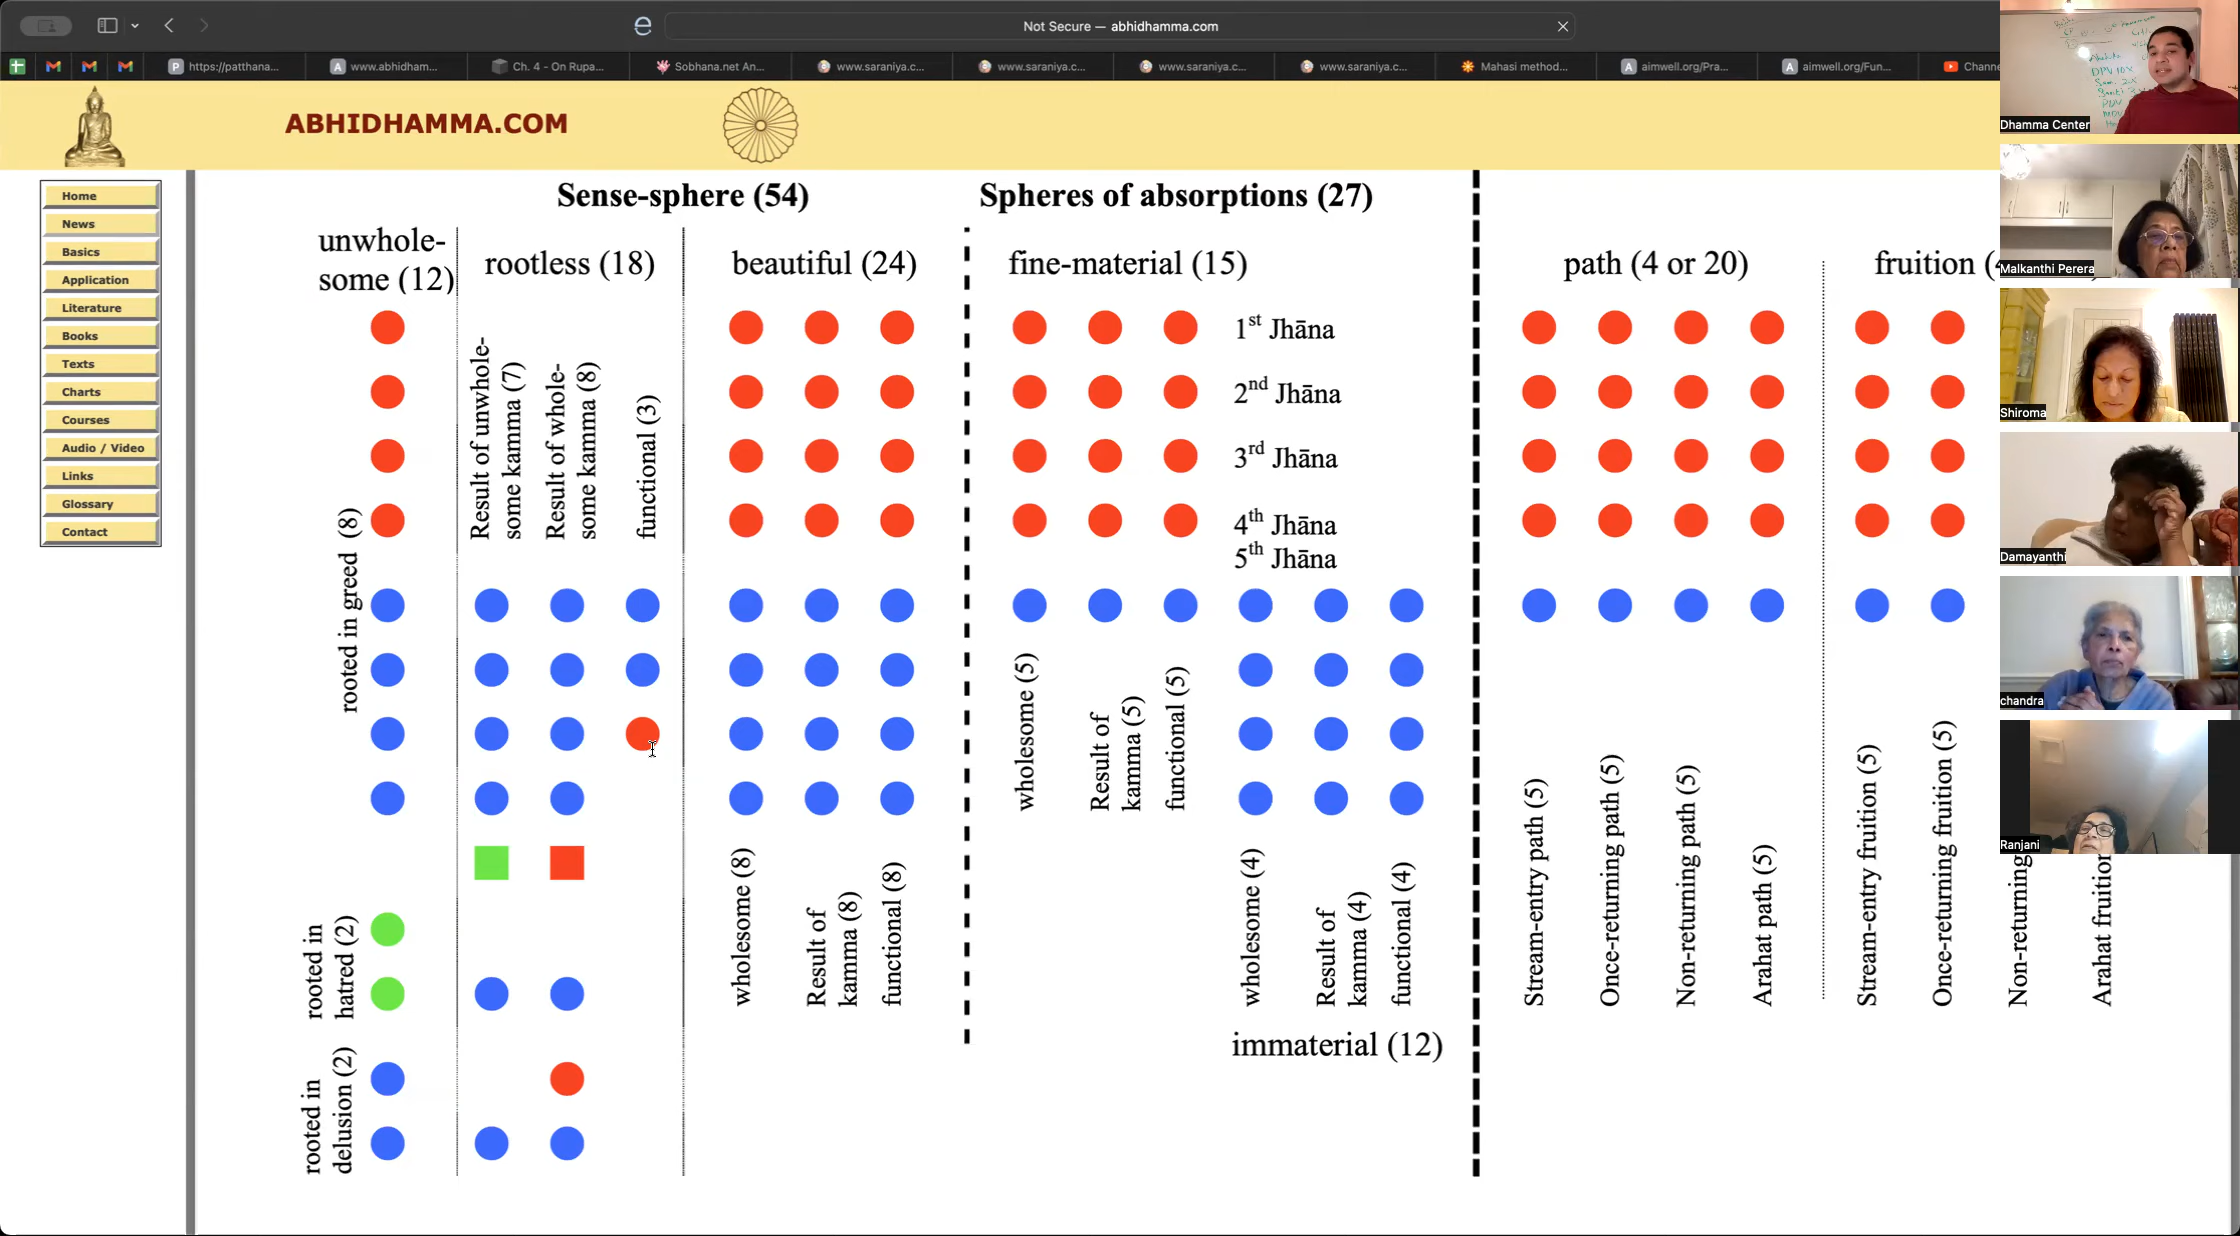 Not Secure — abhidhamma.com
https://patthana...
www.abhidham...
Ch. 4 - On Rupa...
Sobhana.net An...
www.saraniya.c...
www.saraniya.c...
www.saraniya.c...
www.saraniya.c...
Mahasi method...
aimwell.org/Pra...
aimwell.org/Fun...
Channe
ABHIDHAMMA.COM
Home
News
Basics
Application
Literature
Books
Texts
Charts
Courses
Audio / Video
Links
Glossary
Contact
Sense-sphere (54)
Spheres of absorptions (27)
unwhole-
some (12)
rootless (18)
beautiful (24)
fine-material (15)
path (4 or 20)
fruition (4
Result of unwhole-
some kamma (7)
Result of whole-
some kamma (8)
functional (3)
1st Jhāna
2nd Jhāna
3rd Jhāna
4th Jhāna
5th Jhāna
rooted in greed (8)
rooted in
hatred (2)
rooted in
delusion (2)
wholesome (8)
Result of
kamma (8)
functional (8)
wholesome (5)
Result of
kamma (5)
functional (5)
wholesome (4)
Result of
kamma (4)
functional (4)
immaterial (12)
Stream-entry path (5)
Once-returning path (5)
Non-returning path (5)
Arahat path (5)
Stream-entry fruition (5)
Once-returning fruition (5)
Non-returning
Arahat fruition
Dhamma Center
Malkanthi Perera
Shiroma
Damayanthi
chandra
Ranjani